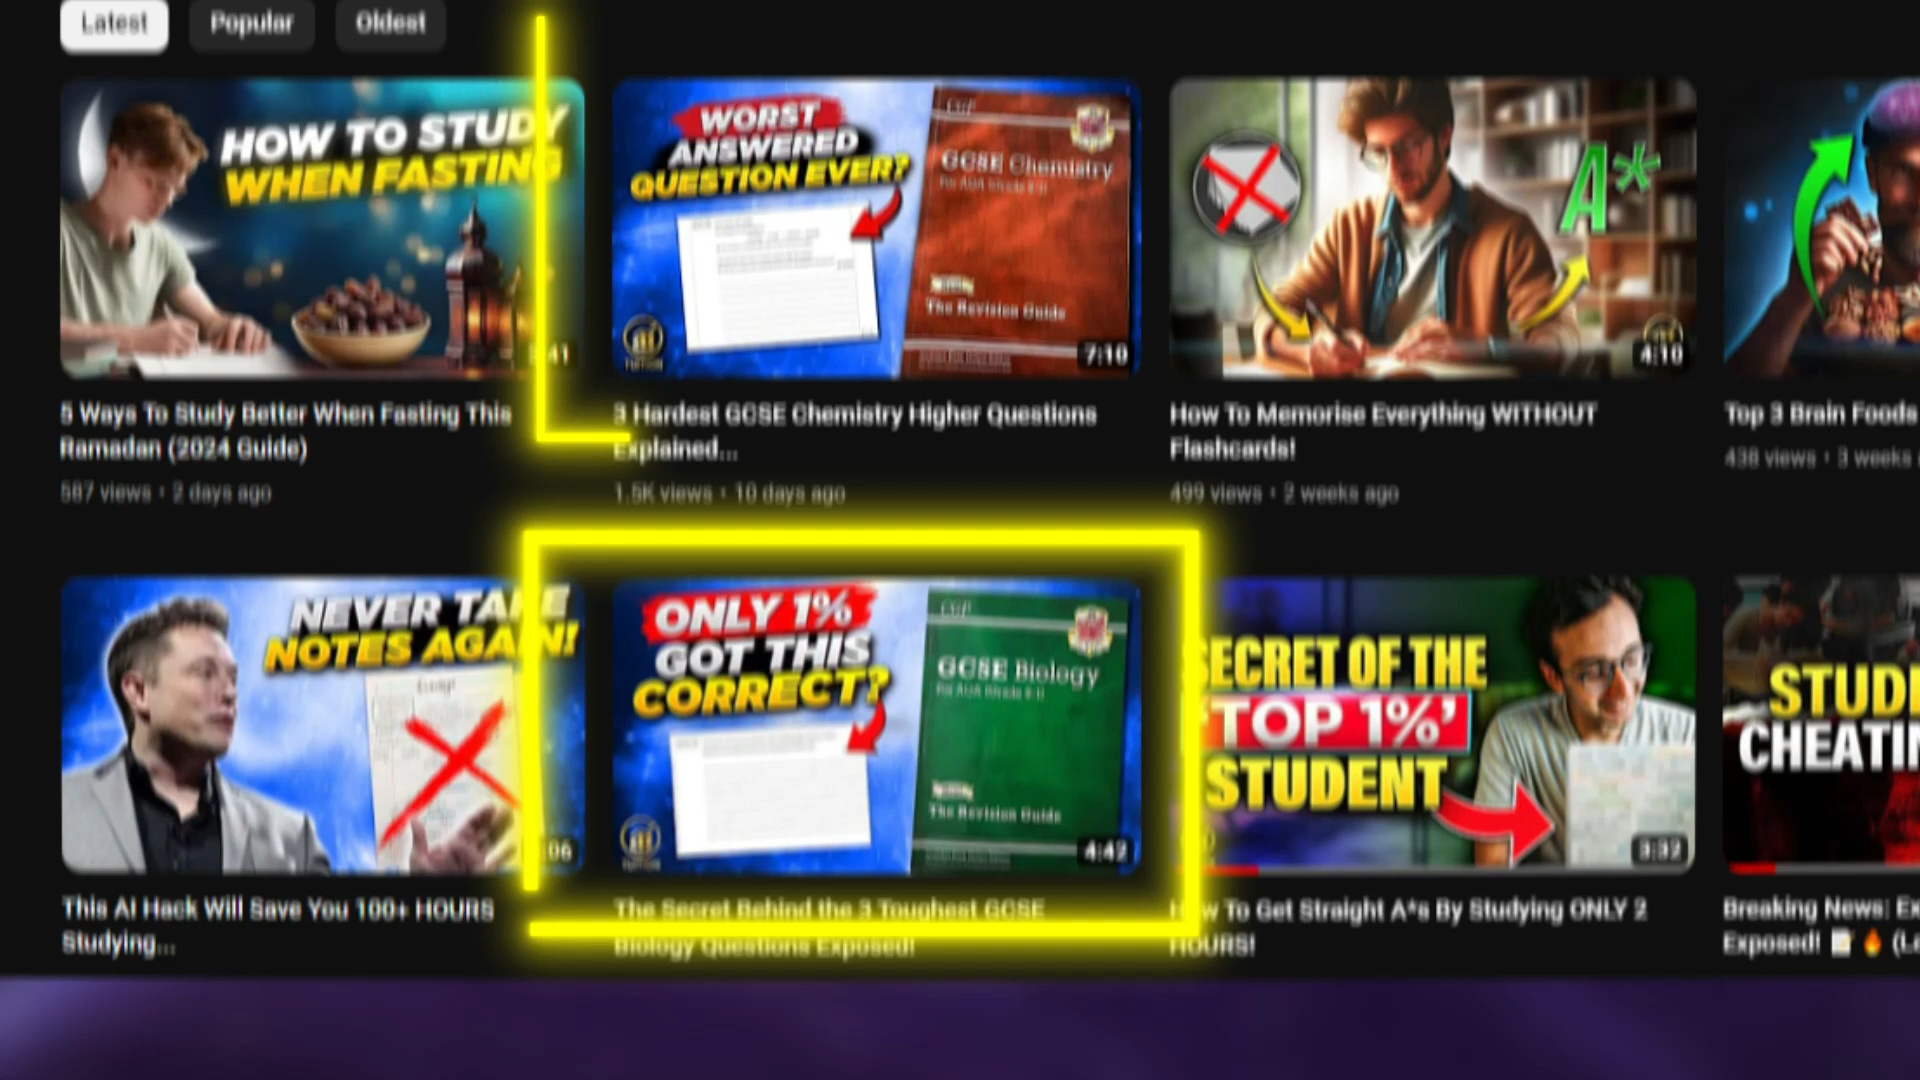 Latest
Popular
Oldest
HOW TO STUDY
WHEN FASTING
WORST
ANSWERED
QUESTION EVER?
CGP
GCSE Chemistry
The Revision Guide
7:10
A*
4:10
5 Ways To Study Better When Fasting This
Ramadan (2024 Guide)
587 views • 2 days ago
3 Hardest GCSE Chemistry Higher Questions
Explained...
1.5K views • 10 days ago
How To Memorise Everything WITHOUT
Flashcards!
499 views • 2 weeks ago
Top 3 Brain Foods
438 views • 3 weeks
NEVER TAKE
NOTES AGAIN!
ONLY 1%
GOT THIS
CORRECT?
CGP
GCSE Biology
The Revision Guide
4:42
SECRET OF THE
'TOP 1%'
STUDENT
3:32
STUD
CHEATIN
This AI Hack Will Save You 100+ HOURS
Studying...
The Secret Behind the 3 Toughest GCSE
Biology Questions Exposed!
How To Get Straight A*s By Studying ONLY 2
HOURS!
Breaking News: Ex
Exposed! 📝 🔥 (Le